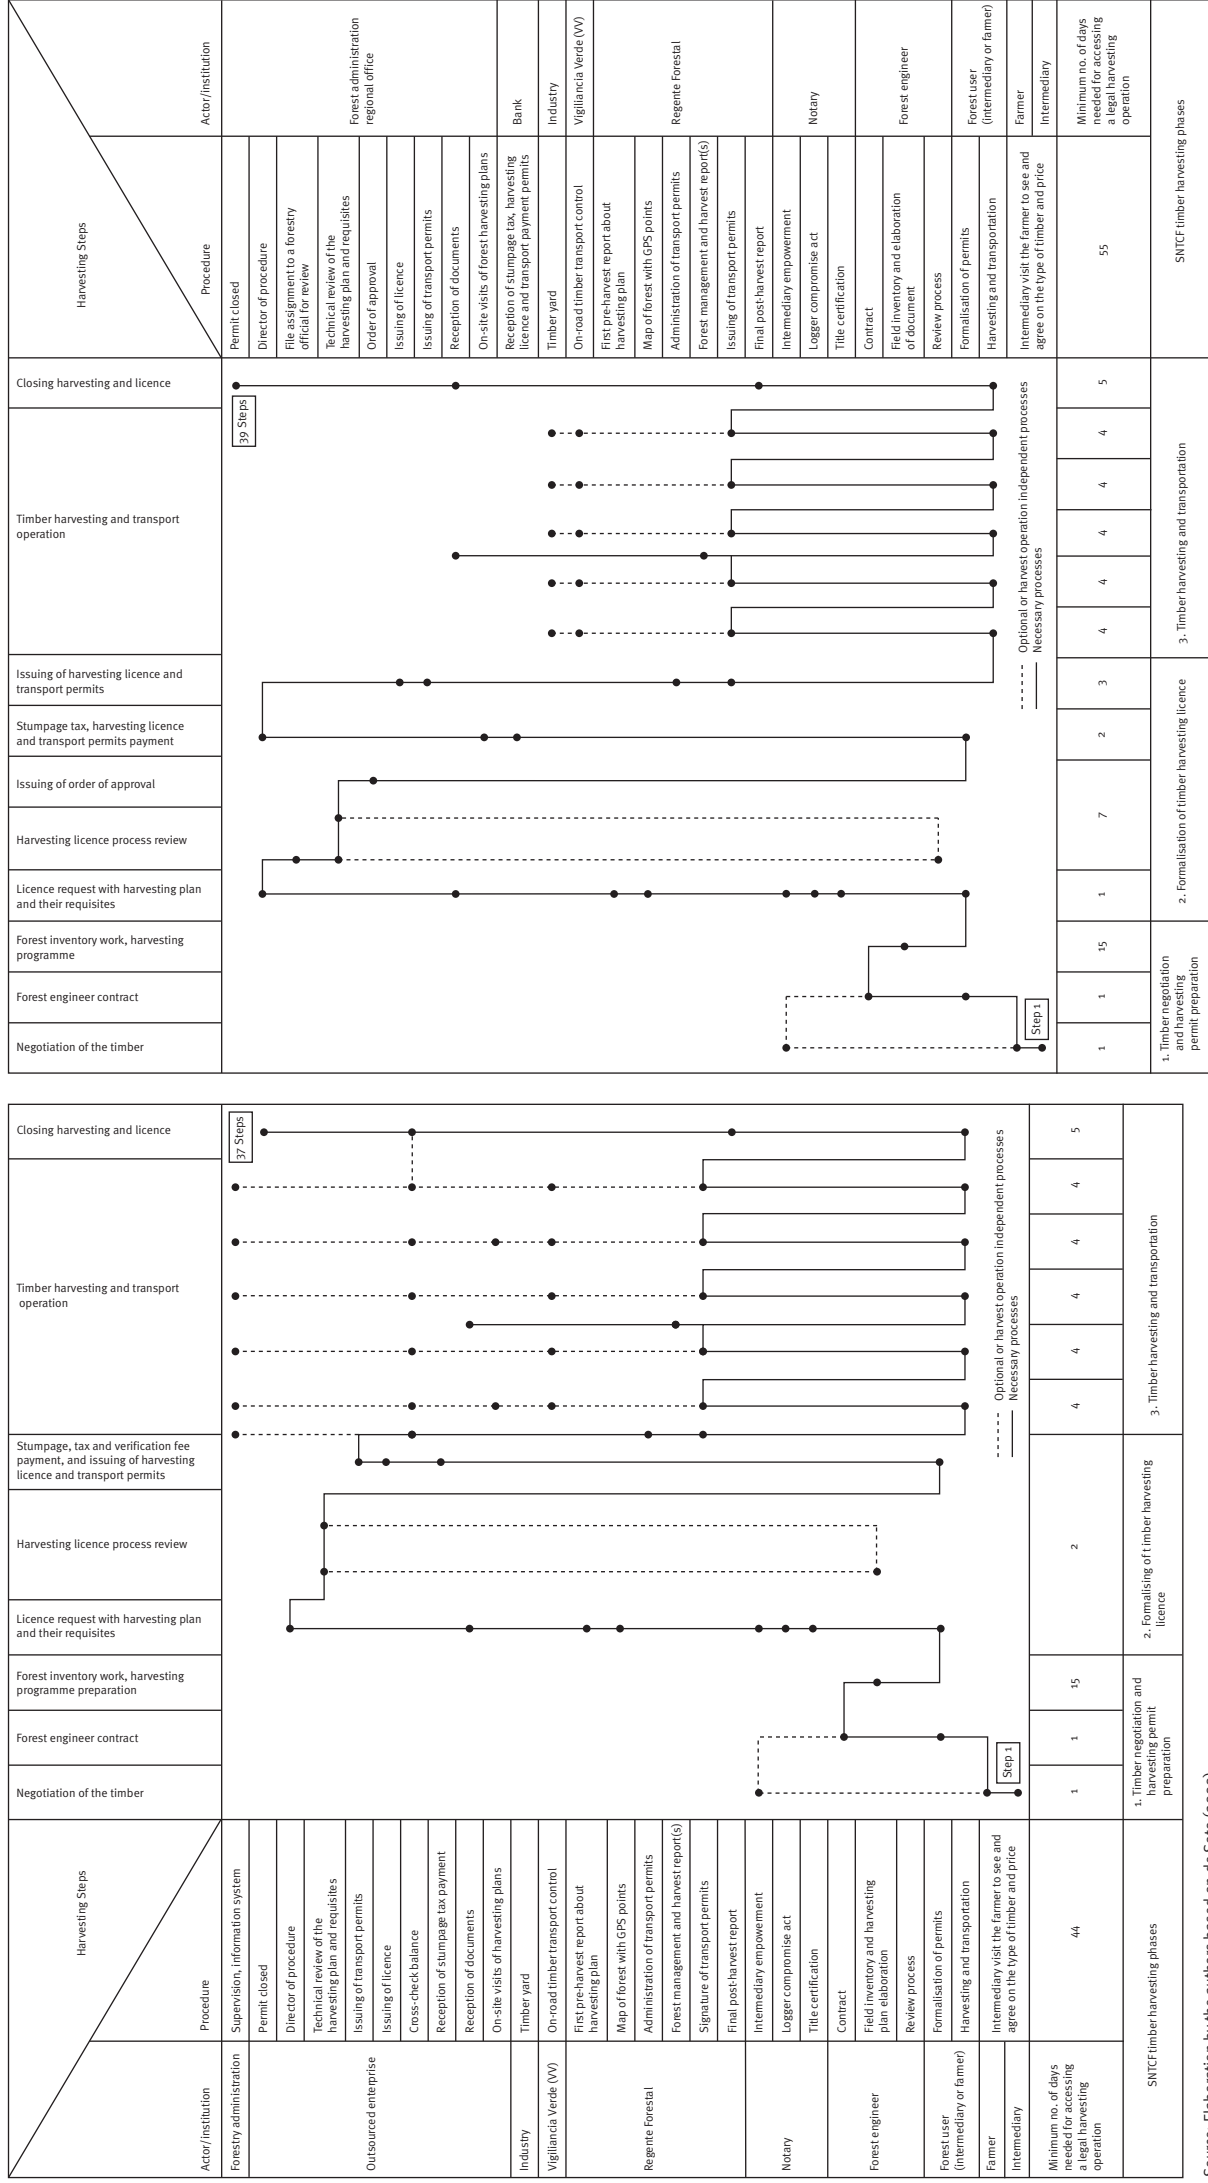 Harvesting Steps
Actor/institution
Procedure
Negotiation of the timber
Forest engineer contract
Forest inventory work, harvesting
programme preparation
Licence request with harvesting plan
and their requisites
Harvesting licence process review
Stumpage, tax and verification fee
payment, and issuing of harvesting
licence and transport permits
Timber harvesting and transport
operation
Closing harvesting and licence
Forestry administration
Supervision, information system
37 Steps
Outsourced enterprise
Permit closed
Director of procedure
Technical review of the
harvesting plan and requisites
Issuing of transport permits
Issuing of licence
Cross-check balance
Reception of stumpage tax payment
Reception of documents
On-site visits of harvesting plans
Industry
Timber yard
Vigiliancia Verde (VV)
On-road timber transport control
Regente Forestal
First pre-harvest report about
harvesting plan
Map of forest with GPS points
Administration of transport permits
Forest management and harvest report(s)
Signature of transport permits
Final post-harvest report
Notary
Intermediary empowerment
Logger compromise act
Title certification
Forest engineer
Contract
Field inventory and harvesting
plan elaboration
Review process
Forest user
(intermediary or farmer)
Formalisation of permits
Harvesting and transportation
Farmer
Intermediary
Intermediary visit the farmer to see and
agree on the type of timber and price
Step 1
Optional or harvest operation independent processes
Necessary processes
Minimum no. of days
needed for accessing
a legal harvesting
operation
44
1
1
15
2
4
4
4
4
4
5
SNTCF timber harvesting phases
1. Timber negotiation and
harvesting permit
preparation
2. Formalising of timber harvesting
licence
3. Timber harvesting and transportation
Harvesting Steps
Actor/institution
Procedure
Negotiation of the timber
Forest engineer contract
Forest inventory work, harvesting
programme
Licence request with harvesting plan
and their requisites
Harvesting licence process review
Issuing of order of approval
Stumpage tax, harvesting licence
and transport permits payment
Issuing of harvesting licence and
transport permits
Timber harvesting and transport
operation
Closing harvesting and licence
Forest administration
regional office
Permit closed
39 Steps
Director of procedure
File assignment to a forestry
official for review
Technical review of the
harvesting plan and requisites
Order of approval
Issuing of licence
Issuing of transport permits
Reception of documents
On-site visits of forest harvesting plans
Bank
Reception of stumpage tax, harvesting
licence and transport payment permits
Industry
Timber yard
Vigiliancia Verde (VV)
On-road timber transport control
Regente Forestal
First pre-harvest report about
harvesting plan
Map of forest with GPS points
Administration of transport permits
Forest management and harvest report(s)
Issuing of transport permits
Final post-harvest report
Notary
Intermediary empowerment
Logger compromise act
Title certification
Forest engineer
Contract
Field inventory and elaboration
of document
Review process
Forest user
(intermediary or farmer)
Formalisation of permits
Harvesting and transportation
Farmer
Intermediary
Intermediary visit the farmer to see and
agree on the type of timber and price
Step 1
Optional or harvest operation independent processes
Necessary processes
Minimum no. of days
needed for accessing
a legal harvesting
operation
55
1
1
15
1
7
2
3
4
4
4
4
4
5
SNTCF timber harvesting phases
1. Timber negotiation
and harvesting
permit preparation
2. Formalisation of timber harvesting licence
3. Timber harvesting and transportation
Source: Elaboration by the authors based on de Soto